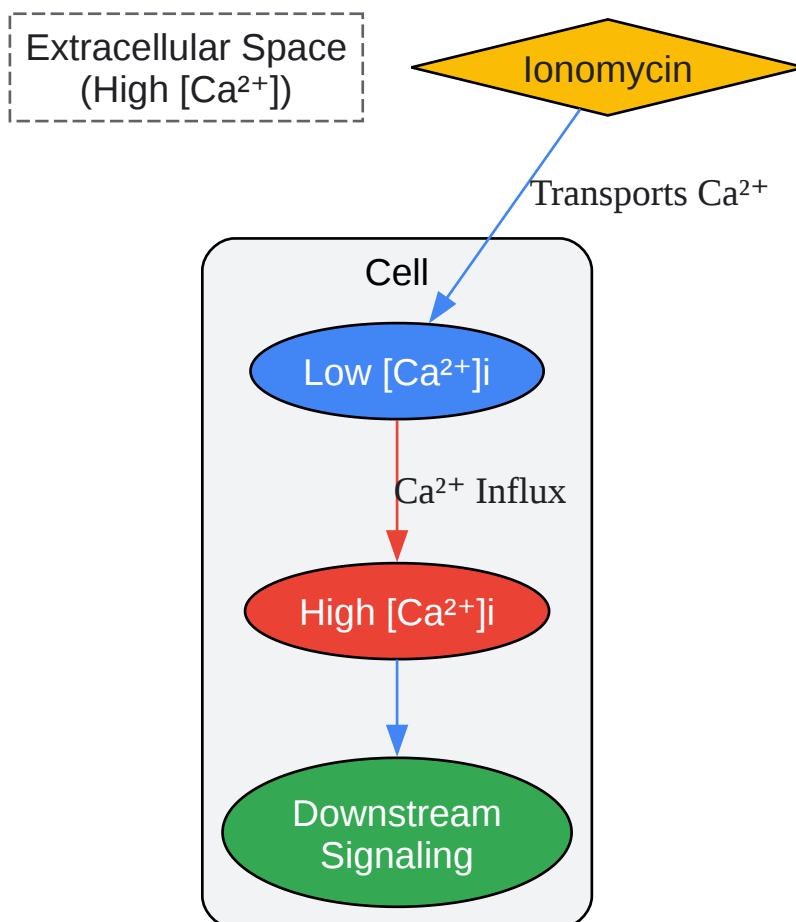 Extracellular Space
(High [Ca²⁺])
Ionomycin
Transports Ca²⁺
Cell
Low [Ca²⁺]i
Ca²⁺ Influx
High [Ca²⁺]i
Downstream
Signaling